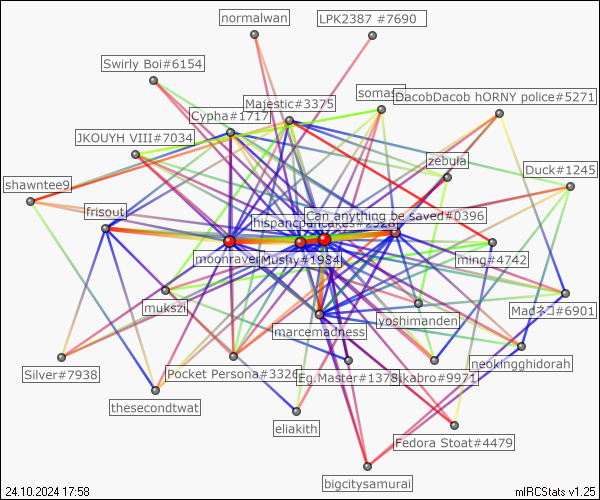 normalwan
LPK2387 #7690
Swirly Boi#6154
somas
DacobDacob hORNY police#5271
Majestic#3375
Cypha#1717
JKOUYH VIII#7034
zebula
Duck#1245
shawntee9
frisout
Can anything be saved#0396
hispancpancakes#2928
moonraven
Mushy#1984
ming#4742
mukszi
Madネコ#6901
yoshimanden
marcemadness
neokingghidorah
Silver#7938
Pocket Persona#3326
Eg.Master#1378
kabro#9971
thesecondtwat
eliakith
Fedora Stoat#4479
bigcitysamurai
24.10.2024 17:58
mIRCStats v1.25